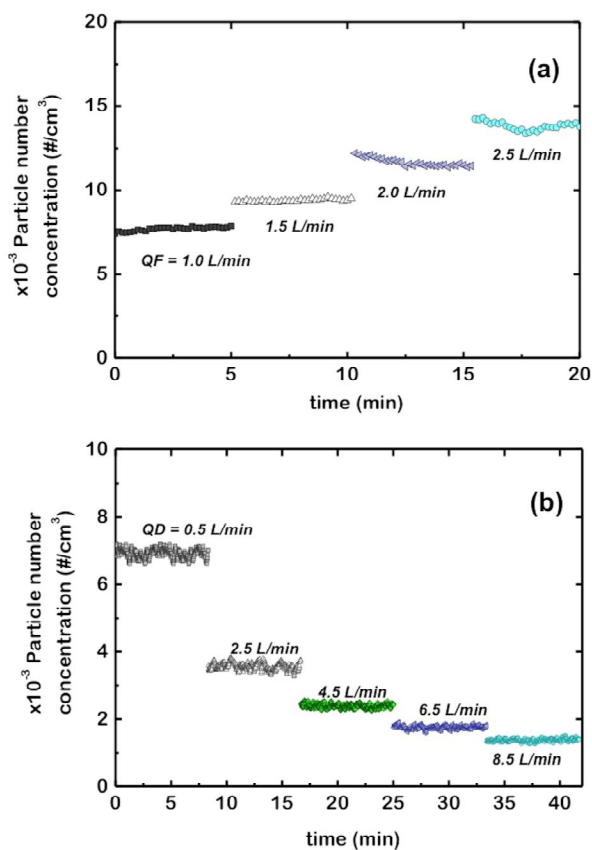 20
15
10
5
0
x10⁻³ Particle number
concentration (#/cm³)
(a)
2.5 L/min
2.0 L/min
1.5 L/min
QF = 1.0 L/min
0 5 10 15 20
time (min)
10
8
6
4
2
0
x10⁻³ Particle number
concentration (#/cm³)
(b)
QD = 0.5 L/min
2.5 L/min
4.5 L/min
6.5 L/min
8.5 L/min
0 5 10 15 20 25 30 35 40
time (min)